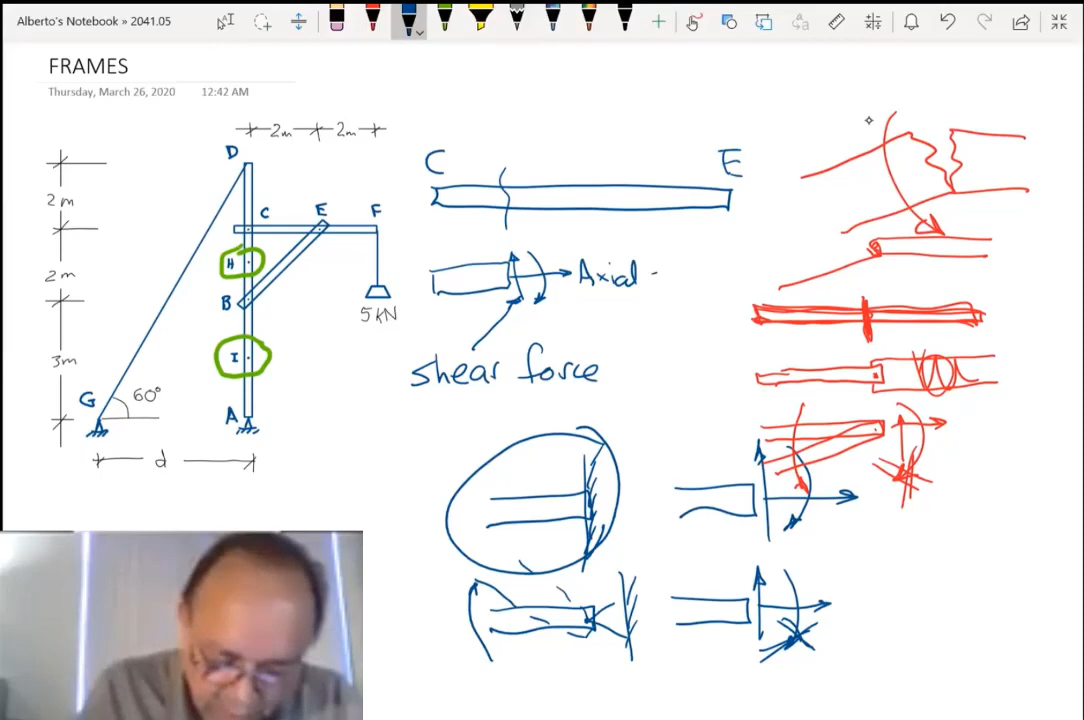 Alberto's Notebook » 2041.05
FRAMES
Thursday, March 26, 2020 12:42 AM
2m 2m
D
2 m
C E F
H
2m
B
5 kN
I
3m
G 60°
A
d
C E
Axial
shear force